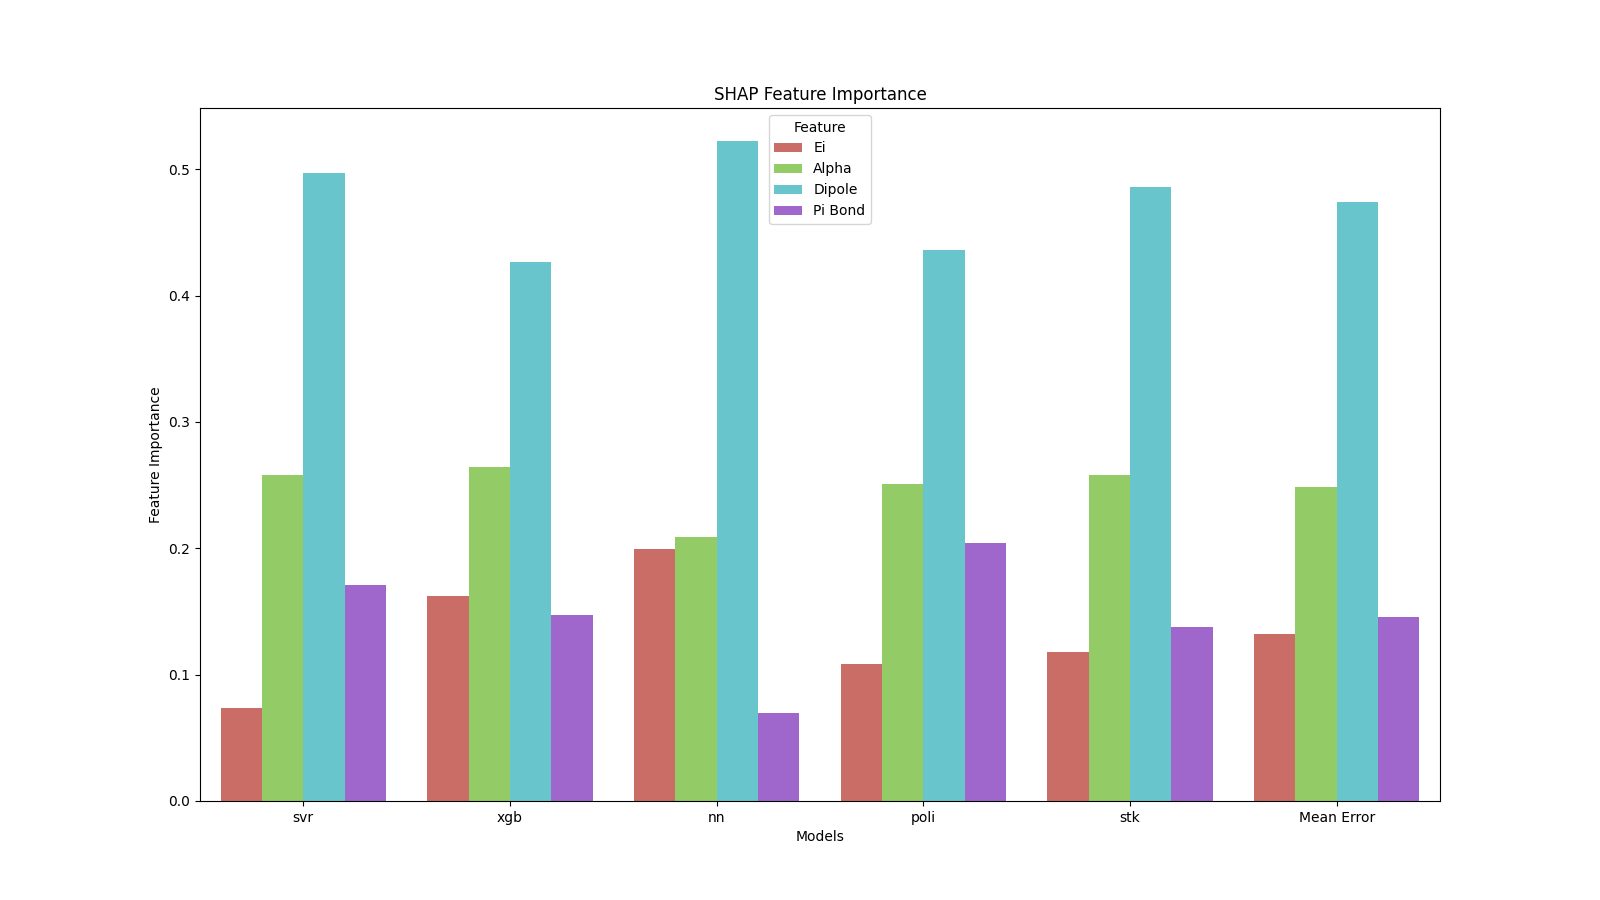 SHAP Feature Importance
Feature
Ei
Alpha
Dipole
Pi Bond
Feature Importance
0.5
0.4
0.3
0.2
0.1
0.0
svr xgb nn poli stk Mean Error
Models